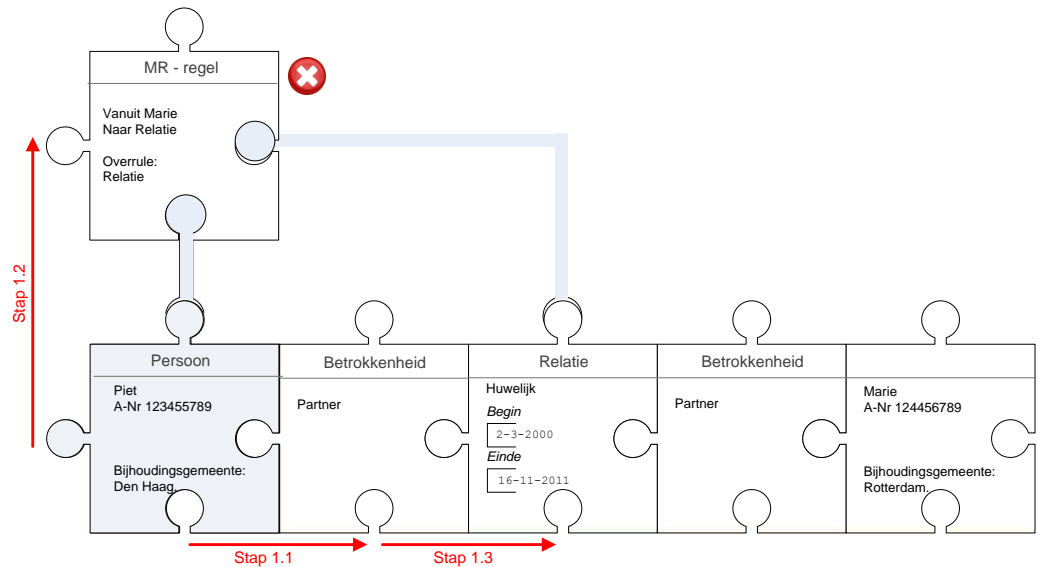 MR - regel
Vanuit Marie
Naar Relatie
Overrule:
Relatie
Stap 1.2
Persoon
Piet
A-Nr 123455789
Bijhoudingsgemeente:
Den Haag.
Betrokkenheid
Partner
Relatie
Huwelijk
Begin
2-3-2000
Einde
16-11-2011
Betrokkenheid
Partner
Marie
A-Nr 124456789
Bijhoudingsgemeente:
Rotterdam.
Stap 1.1
Stap 1.3